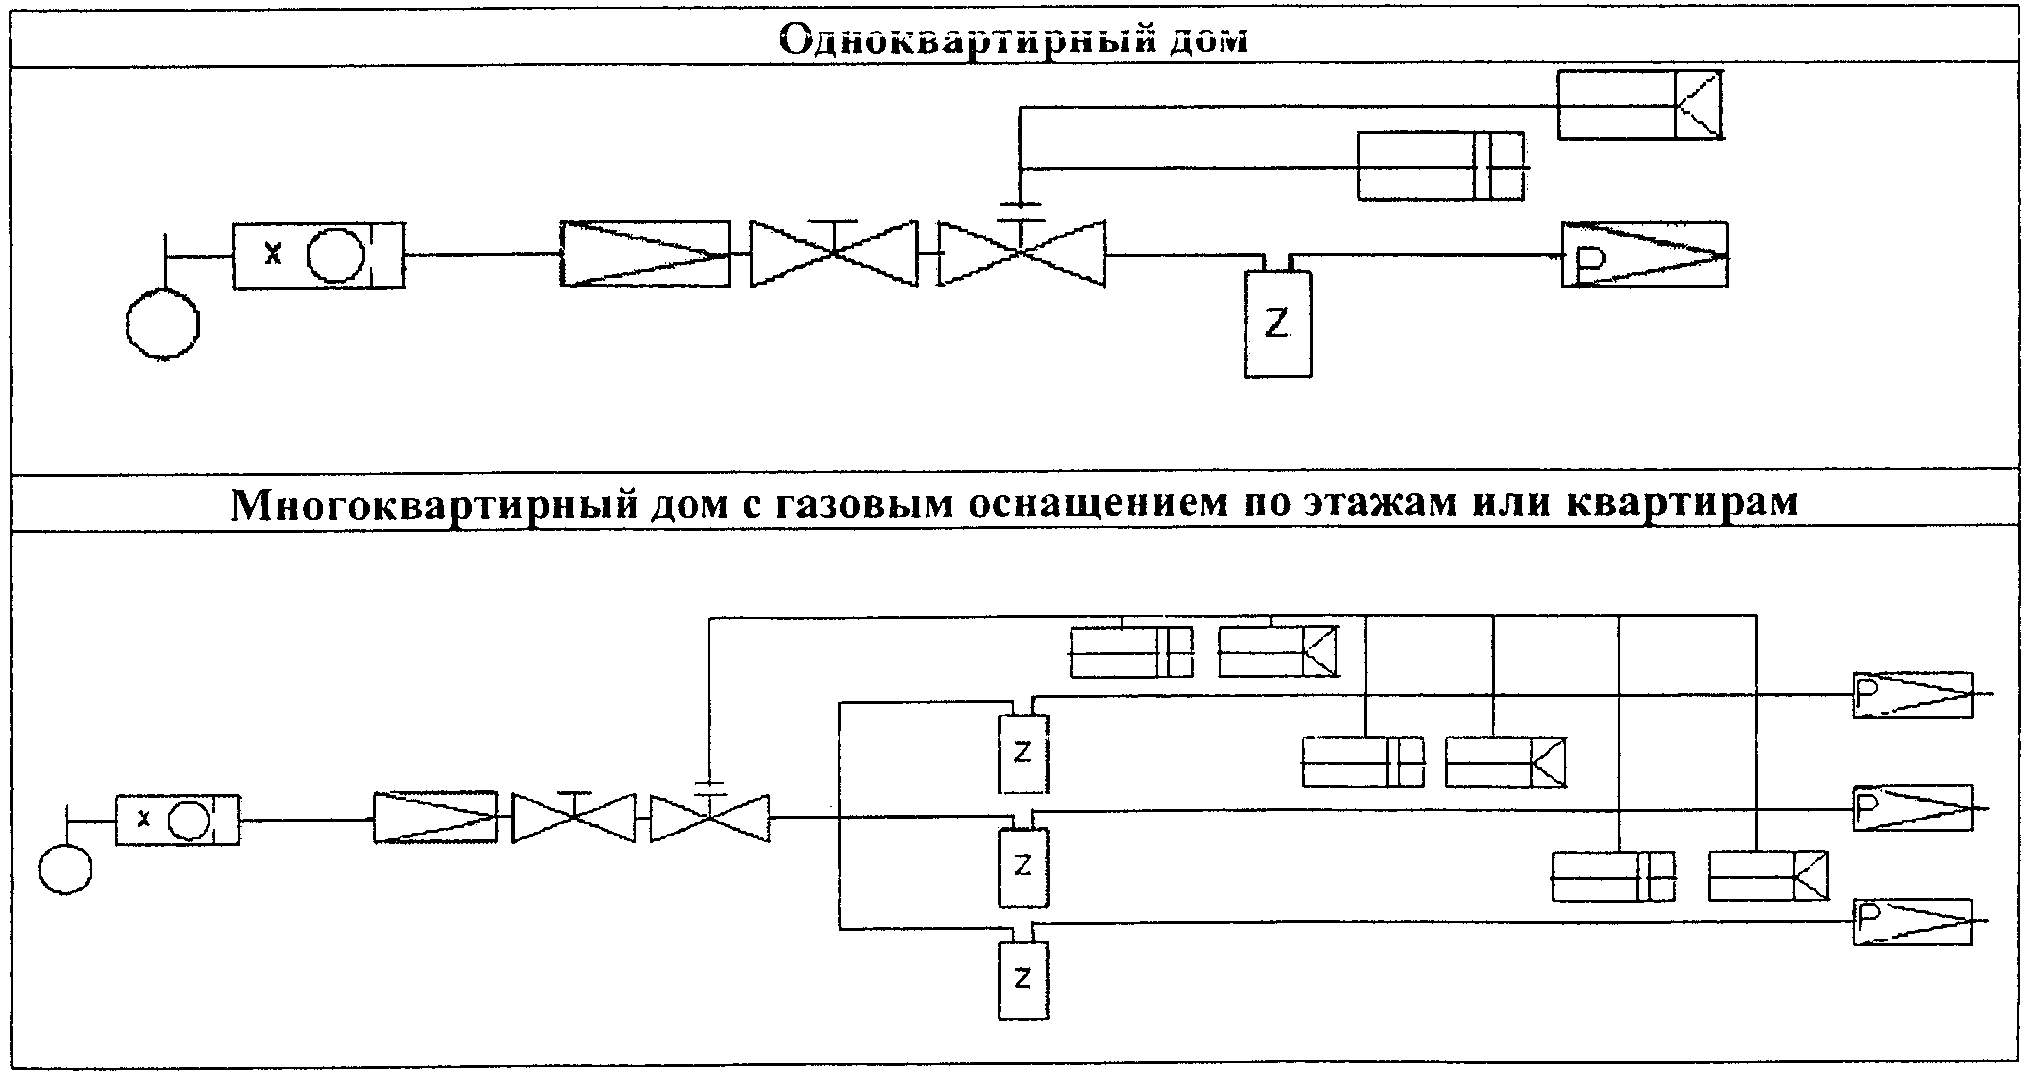 Одноквартирный дом
x
P
Z
Многоквартирный дом с газовым оснащением по этажам или квартирам
P
Z
x
P
Z
P
Z